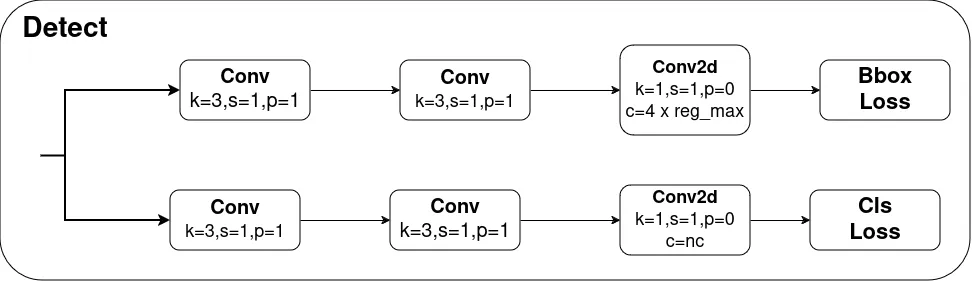 Detect
Conv
k=3,s=1,p=1
Conv
k=3,s=1,p=1
Conv2d
k=1,s=1,p=0
c=4 x reg_max
Bbox
Loss
Conv
k=3,s=1,p=1
Conv
k=3,s=1,p=1
Conv2d
k=1,s=1,p=0
c=nc
Cls
Loss